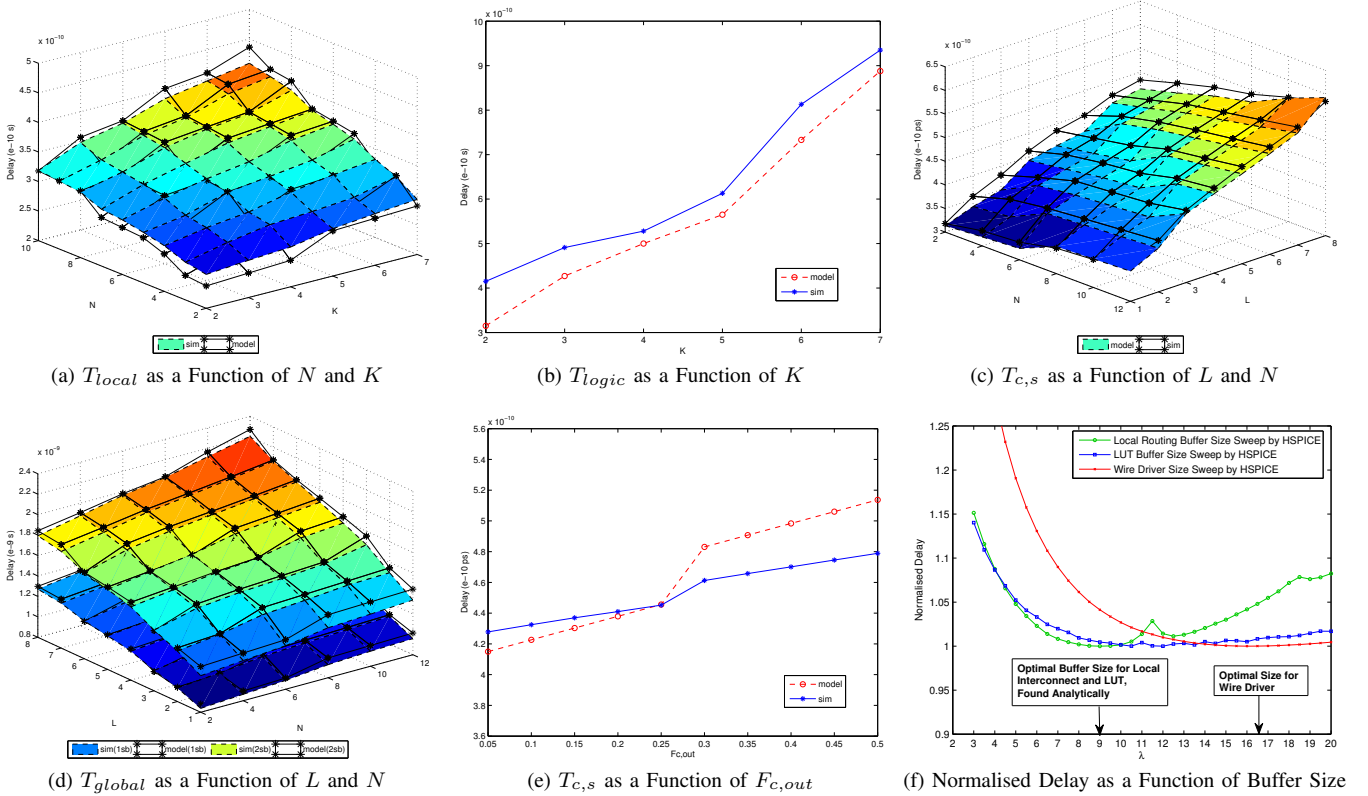 x 10⁻¹⁰
5
4.5
4
3.5
3
2.5
2
Delay (e−10 s)
10
8
6
4
2
N
2
3
4
5
6
7
K
sim model
(a) T_local as a Function of N and K
x 10⁻¹⁰
10
9
8
7
6
5
4
3
Delay (e−10 s)
2 3 4 5 6 7
K
model
sim
(b) T_logic as a Function of K
x 10⁻¹⁰
6.5
6
5.5
5
4.5
4
3.5
3
Delay (e−10 ps)
2
4
6
8
10
12
N
1
2
3
4
5
6
7
8
L
model sim
(c) T_c,s as a Function of L and N
x 10⁻⁹
2.4
2.2
2
1.8
1.6
1.4
1.2
1
0.8
Delay (e−9 s)
8
7
6
5
4
3
2
1
L
2
4
6
8
10
12
N
sim(1sb) model(1sb) sim(2sb) model(2sb)
(d) T_global as a Function of L and N
x 10⁻¹⁰
5.6
5.4
5.2
5
4.8
4.6
4.4
4.2
4
3.8
3.6
Delay (e−10 ps)
0.05 0.1 0.15 0.2 0.25 0.3 0.35 0.4 0.45 0.5
Fc,out
model
sim
(e) T_c,s as a Function of F_c,out
1.25
1.2
1.15
1.1
1.05
1
0.95
0.9
Normalised Delay
Local Routing Buffer Size Sweep by HSPICE
LUT Buffer Size Sweep by HSPICE
Wire Driver Size Sweep by HSPICE
Optimal Buffer Size for Local
Interconnect and LUT,
Found Analytically
Optimal Size for
Wire Driver
2 3 4 5 6 7 8 9 10 11 12 13 14 15 16 17 18 19 20
λ
(f) Normalised Delay as a Function of Buffer Size